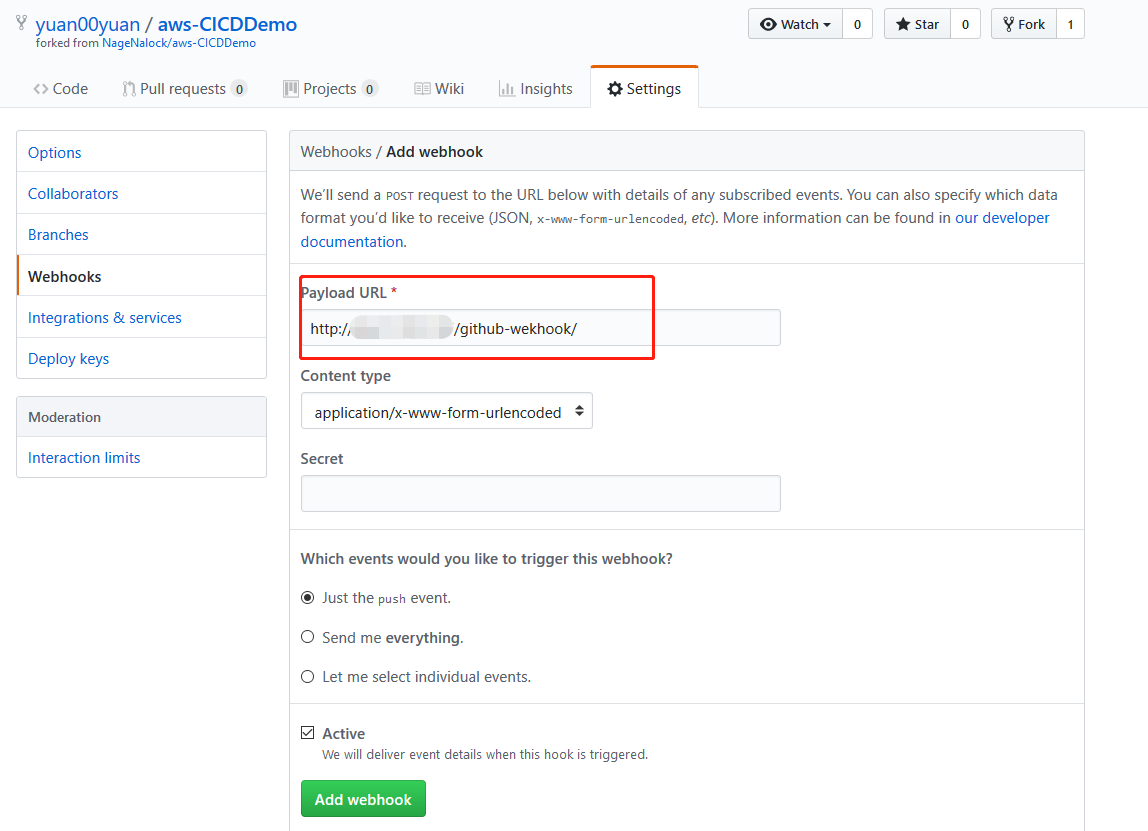 yuan00yuan / aws-CICDDemo
forked from NageNalock/aws-CICDDemo
Watch 0 Star 0 Fork 1
Code Pull requests 0 Projects 0 Wiki Insights Settings
Options
Collaborators
Branches
Webhooks
Integrations & services
Deploy keys
Moderation
Interaction limits
Webhooks / Add webhook
We’ll send a POST request to the URL below with details of any subscribed events. You can also specify which data
format you’d like to receive (JSON, x-www-form-urlencoded, etc). More information can be found in our developer
documentation.
Payload URL *
http:// /github-wekhook/
Content type
application/x-www-form-urlencoded
Secret
Which events would you like to trigger this webhook?
Just the push event.
Send me everything.
Let me select individual events.
Active
We will deliver event details when this hook is triggered.
Add webhook